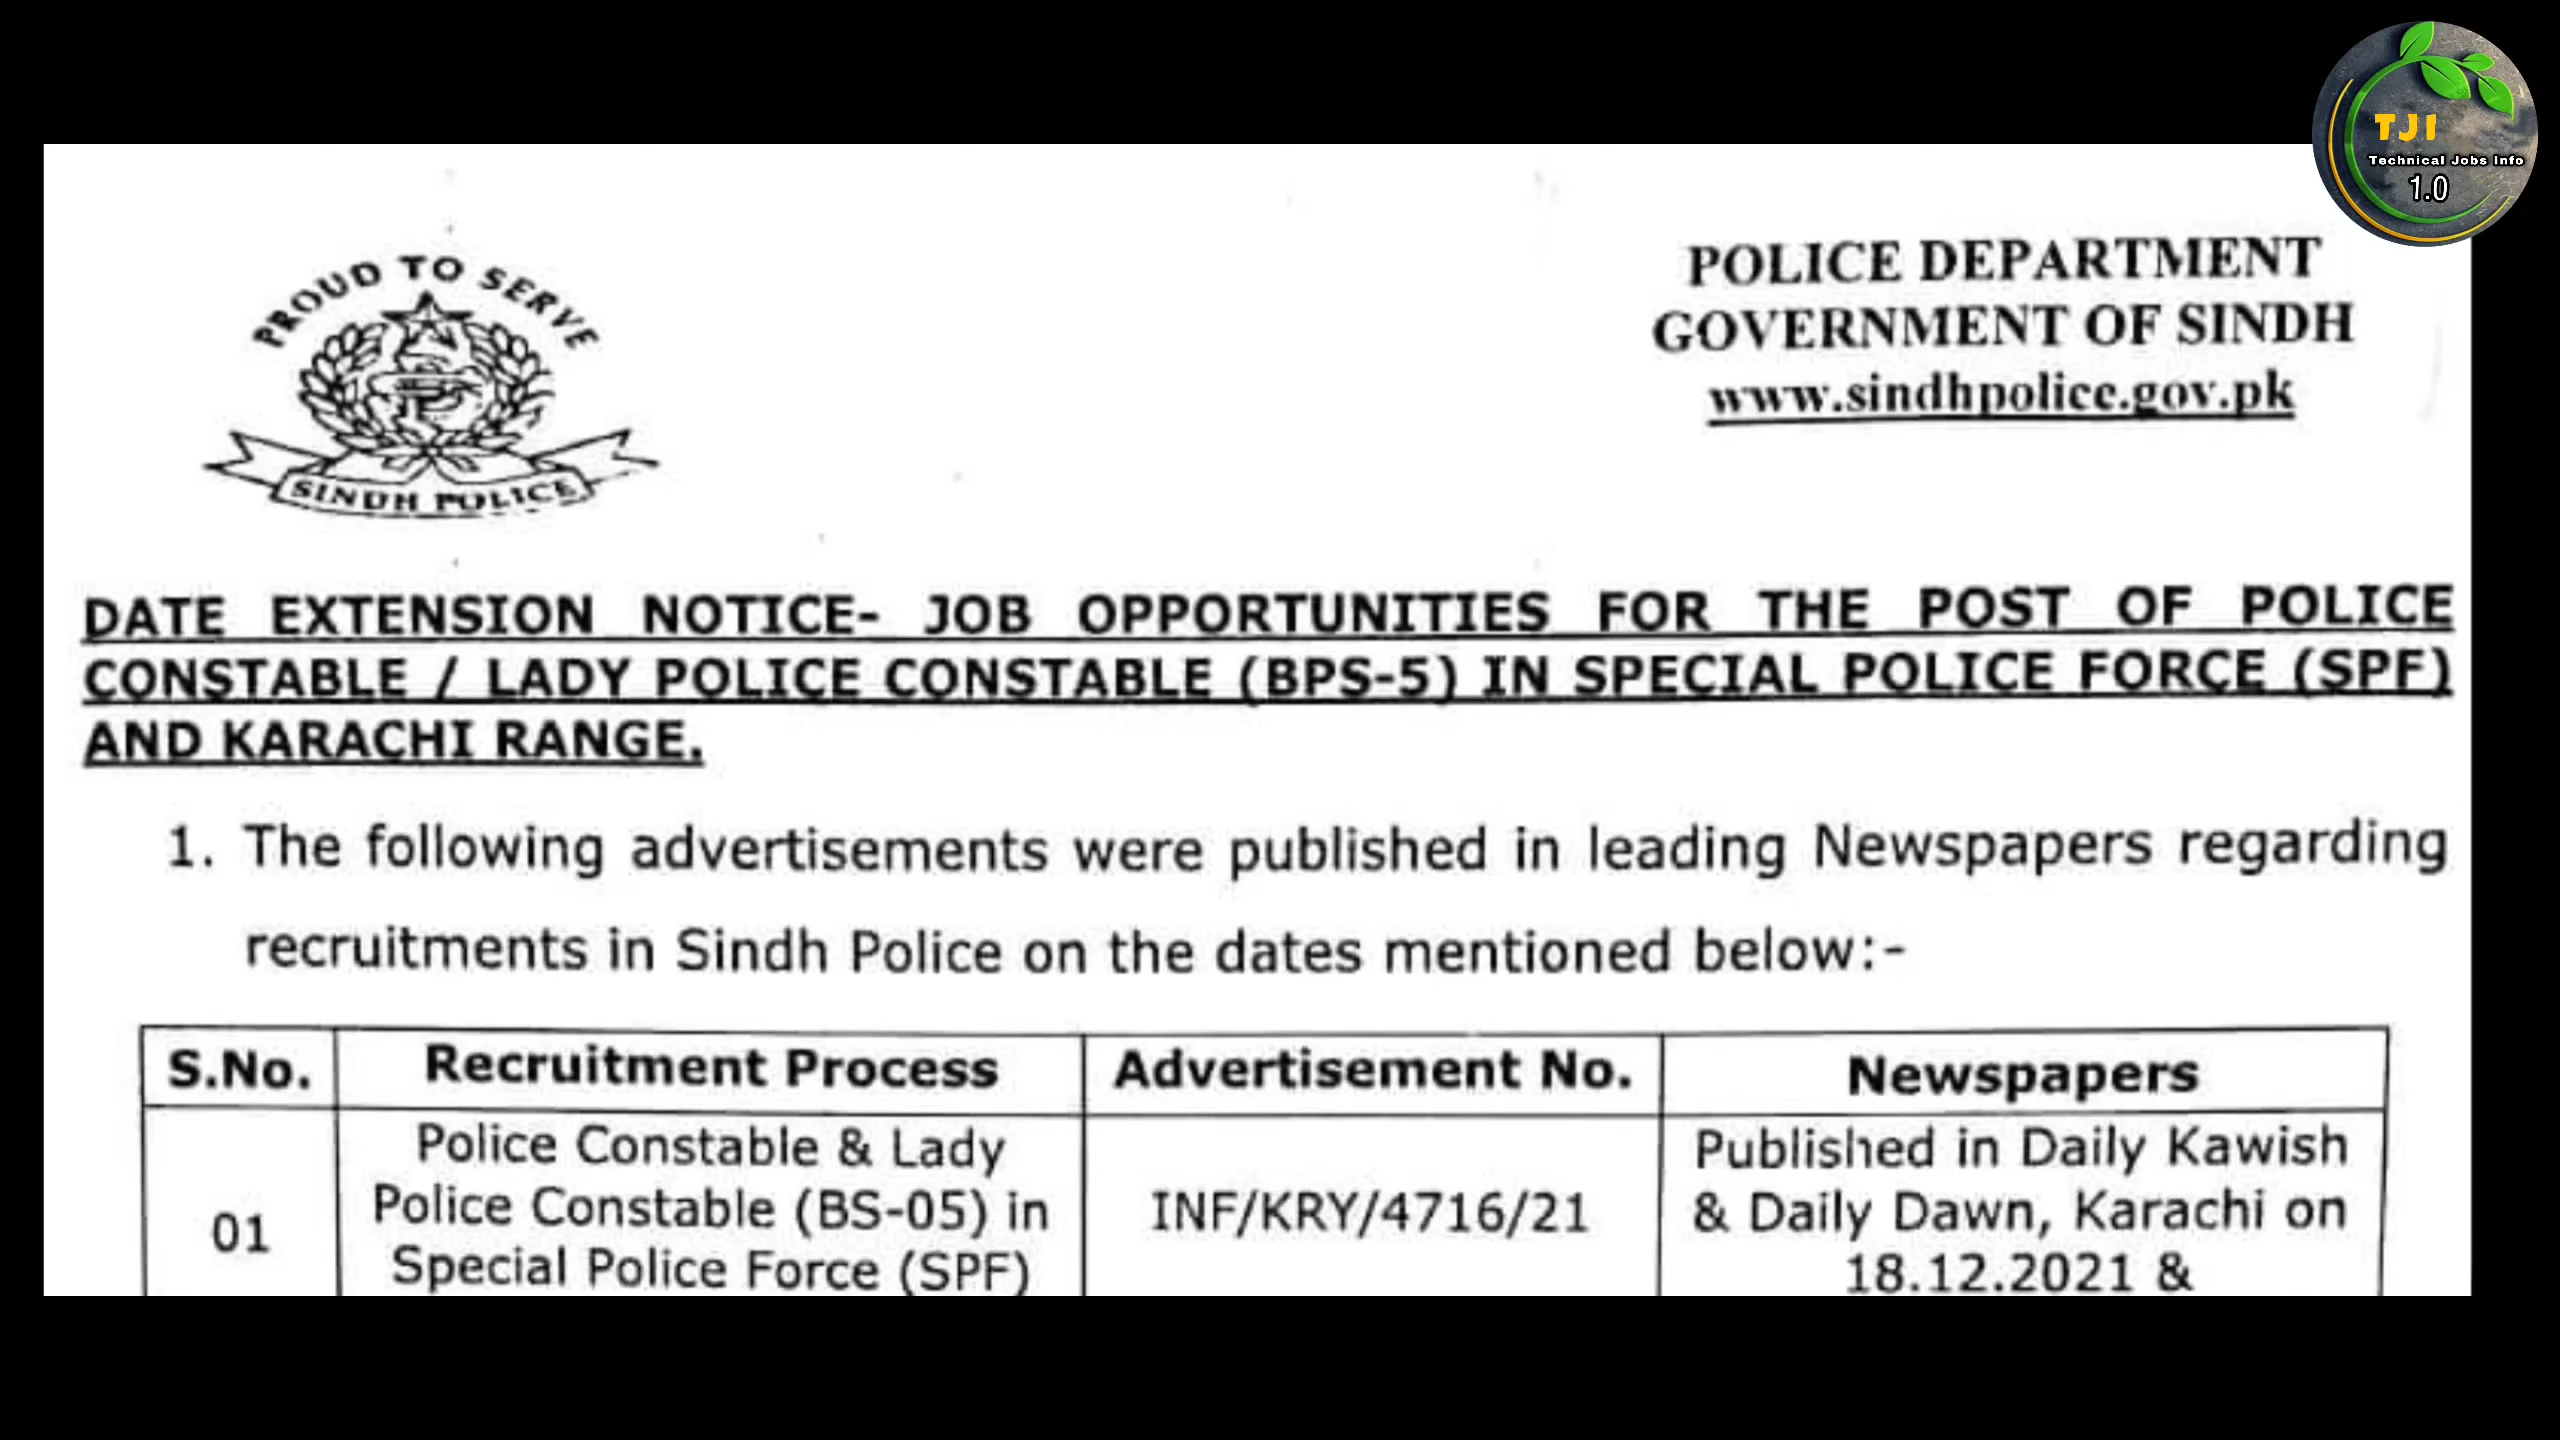 TJI
Technical Jobs Info
1.0
PROUD TO SERVE
SINDH POLICE
POLICE DEPARTMENT
GOVERNMENT OF SINDH
www.sindhpolice.gov.pk
DATE EXTENSION NOTICE- JOB OPPORTUNITIES FOR THE POST OF POLICE
CONSTABLE / LADY POLICE CONSTABLE (BPS-5) IN SPECIAL POLICE FORCE (SPF)
AND KARACHI RANGE.
1. The following advertisements were published in leading Newspapers regarding
recruitments in Sindh Police on the dates mentioned below:-
S.No. Recruitment Process Advertisement No. Newspapers
01
Police Constable & Lady
Police Constable (BS-05) in
Special Police Force (SPF)
INF/KRY/4716/21
Published in Daily Kawish
& Daily Dawn, Karachi on
18.12.2021 &